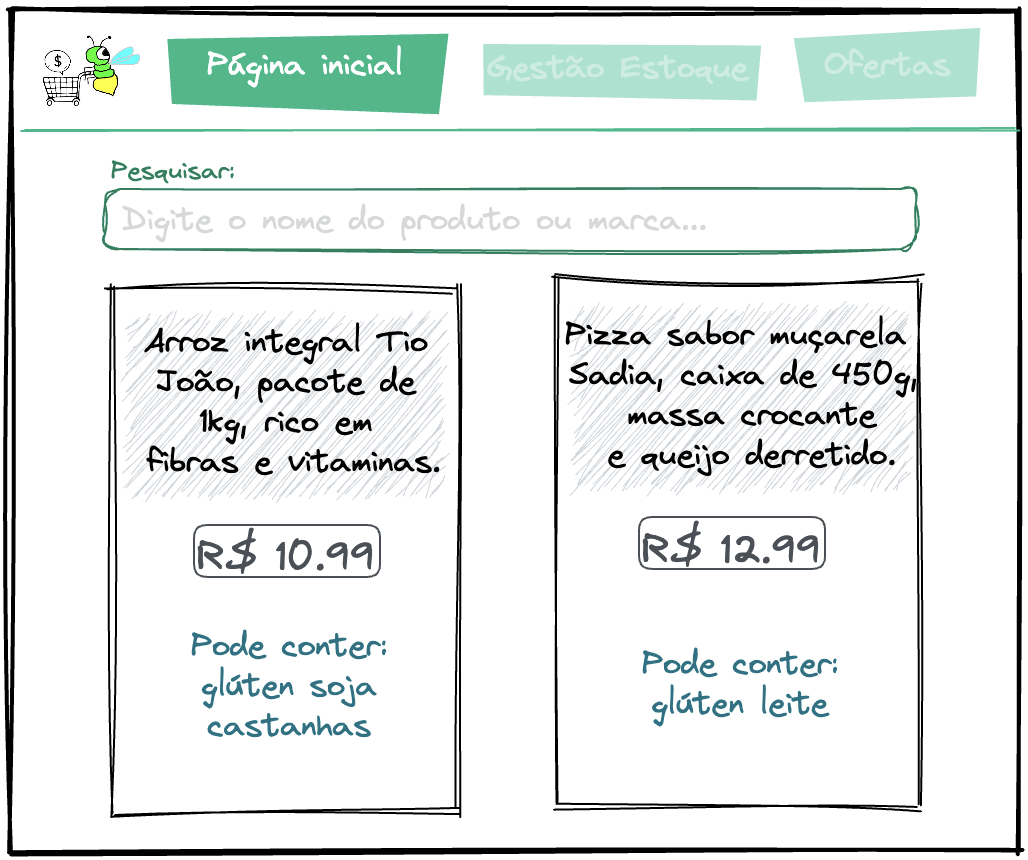 $
Página inicial
Gestão Estoque
Ofertas
Pesquisar:
Digite o nome do produto ou marca...
Arroz integral Tio
João, pacote de
1kg, rico em
fibras e vitaminas.
R$ 10.99
Pode conter:
glúten soja
castanhas
Pizza sabor muçarela
Sadia, caixa de 450g,
massa crocante
e queijo derretido.
R$ 12.99
Pode conter:
glúten leite